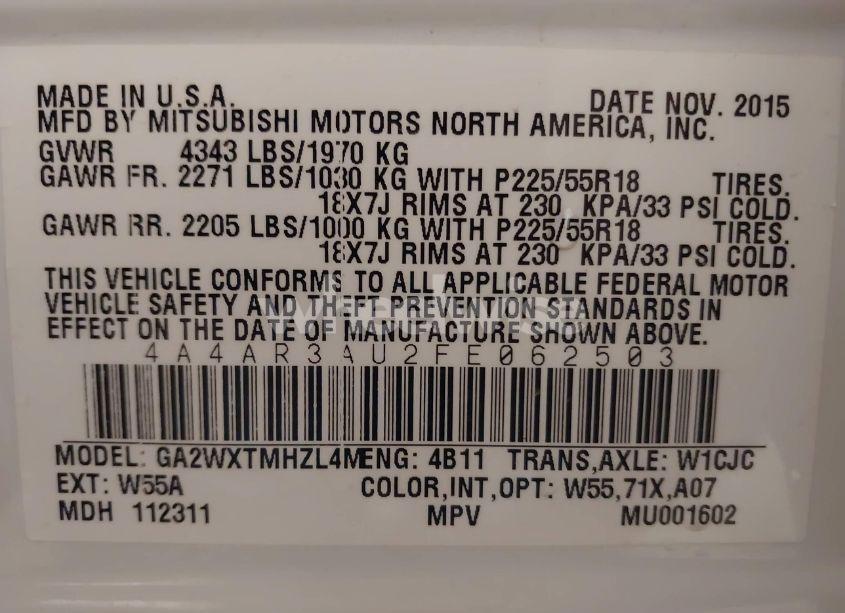 MADE IN U.S.A. DATE NOV. 2015
MFD BY MITSUBISHI MOTORS NORTH AMERICA, INC.
GVWR 4343 LBS/1970 KG
GAWR FR. 2271 LBS/1030 KG WITH P225/55R18 TIRES.
18X7J RIMS AT 230 KPA/33 PSI COLD.
GAWR RR. 2205 LBS/1000 KG WITH P225/55R18 TIRES.
18X7J RIMS AT 230 KPA/33 PSI COLD.
THIS VEHICLE CONFORMS TO ALL APPLICABLE FEDERAL MOTOR
VEHICLE SAFETY AND THEFT PREVENTION STANDARDS IN
EFFECT ON THE DATE OF MANUFACTURE SHOWN ABOVE.
4A4AR3AU2FE062503
MODEL: GA2WXTMHZL4M ENG: 4B11 TRANS,AXLE: W1CJC
EXT: W55A COLOR,INT,OPT: W55,71X,A07
MDH 112311 MPV MU001602